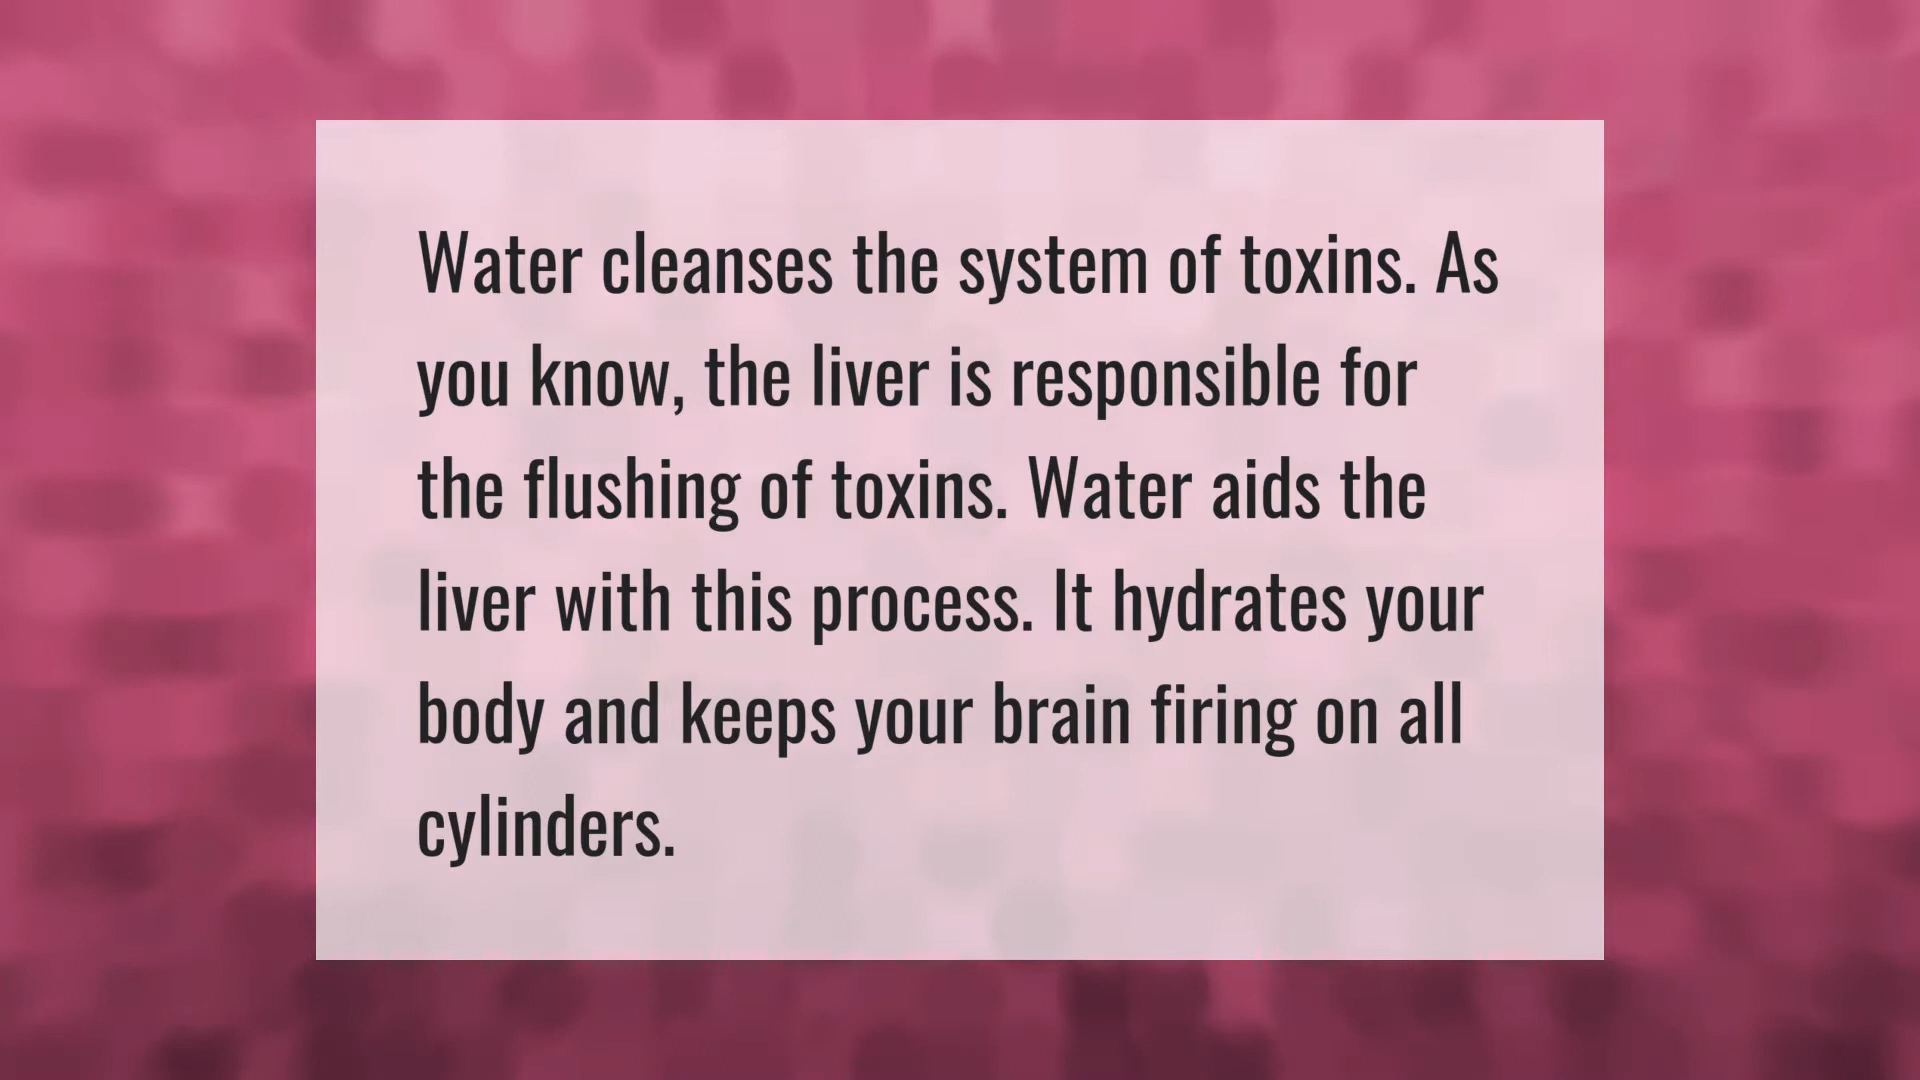 Water cleanses the system of toxins. As
you know, the liver is responsible for
the flushing of toxins. Water aids the
liver with this process. It hydrates your
body and keeps your brain firing on all
cylinders.